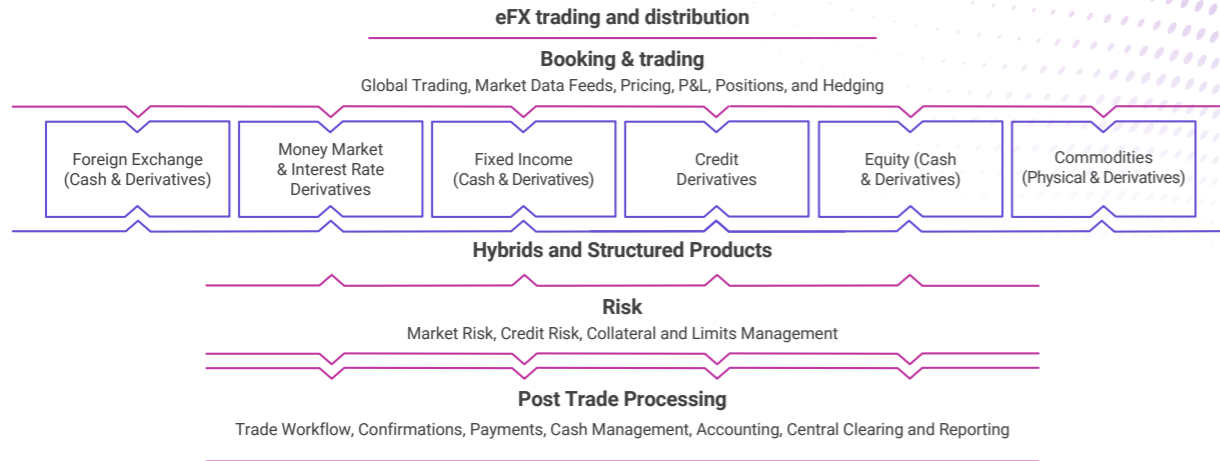 eFX trading and distribution
Booking & trading
Global Trading, Market Data Feeds, Pricing, P&L, Positions, and Hedging
Foreign Exchange
(Cash & Derivatives)
Money Market
& Interest Rate
Derivatives
Fixed Income
(Cash & Derivatives)
Credit
Derivatives
Equity (Cash
& Derivatives)
Commodities
(Physical & Derivatives)
Hybrids and Structured Products
Risk
Market Risk, Credit Risk, Collateral and Limits Management
Post Trade Processing
Trade Workflow, Confirmations, Payments, Cash Management, Accounting, Central Clearing and Reporting